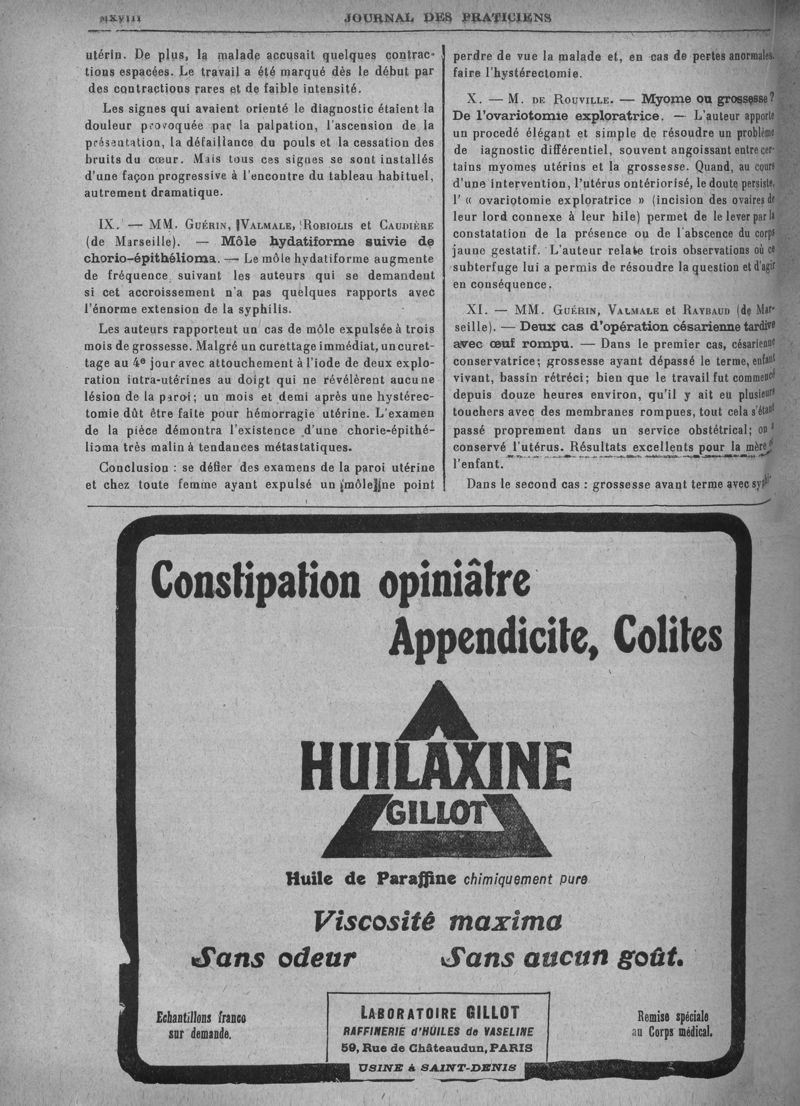 JOURNAL DES PRATICIENS
utérin. De plus, la malade accusait quelques contrac-
tions espacées. Le travail a été marqué dès le début par
des contractions rares et de faible intensité.
Les signes qui avaient orienté le diagnostic étaient la
douleur provoquée par la palpation, l'ascension de la
présentation, la défaillance du pouls et la cessation des
bruits du cœur. Mais tous ces signes se sont installés
d'une façon progressive à l'encontre du tableau habituel,
autrement dramatique.
IX. — MM. GUÉRIN, VALMALE, ROBIOLIS et CAUDIÈRE
(de Marseille). — Môle hydatiforme suivie de
chorio-épithélioma. — Le môle hydatiforme augmente
de fréquence suivant les auteurs qui se demandent
si cet accroissement n'a pas quelques rapports avec
l'énorme extension de la syphilis.
Les auteurs rapportent un cas de môle expulsée à trois
mois de grossesse. Malgré un curettage immédiat, un curet-
tage au 4e jour avec attouchement à l'iode de deux explo-
ration intra-utérines au doigt qui ne révélèrent aucune
lésion de la paroi; un mois et demi après une hystérec-
tomie dût être faite pour hémorragie utérine. L'examen
de la pièce démontra l'existence d'une chorie-épithé-
lioma très malin à tendances métastatiques.
Conclusion : se défier des examens de la paroi utérine
et chez toute femme ayant expulsé un môle ne point
perdre de vue la malade et, en cas de pertes anormales,
faire l'hystérectomie.
X. — M. DE ROUVILLE. — Myome ou grossesse?
De l'ovariotomie exploratrice. — L'auteur apporte
un procedé élégant et simple de résoudre un problème
de iagnostic différentiel, souvent angoissant entre cer-
tains myomes utérins et la grossesse. Quand, au cours
d'une intervention, l'utérus ontériorisé, le doute persiste,
l' « ovariotomie exploratrice » (incision des ovaires de
leur lord connexe à leur hile) permet de le lever par la
constatation de la présence ou de l'abscence du corps
jaune gestatif. L'auteur relate trois observations où ce
subterfuge lui a permis de résoudre la question et d'agir
en conséquence.
XI. — MM. GUÉRIN, VALMALE et RAYBAUD (de Mar-
seille). — Deux cas d'opération césarienne tardive
avec œuf rompu. — Dans le premier cas, césarienne
conservatrice; grossesse ayant dépassé le terme, enfant
vivant, bassin rétréci; bien que le travail fut commencé
depuis douze heures environ, qu'il y ait eu plusieurs
touchers avec des membranes rompues, tout cela s'étant
passé proprement dans un service obstétrical; on a
conservé l'utérus. Résultats excellents pour la mère
l'enfant.
Dans le second cas : grossesse avant terme avec
Constipation opiniâtre
Appendicite, Colites
HUILAXINE
GILLOT
Huile de Paraffine chimiquement pure
Viscosité maxima
Sans odeur Sans aucun goût.
Echantillons franco
sur demande.
LABORATOIRE GILLOT
RAFFINERIE d'HUILES de VASELINE
59, Rue de Châteaudun, PARIS
USINE à SAINT-DENIS
Remise spéciale
au Corps médical.